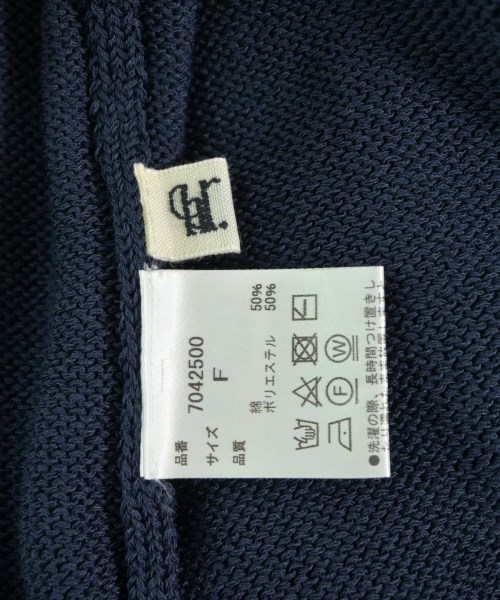 品番 7042500
サイズ F
品質 綿 50%
ポリエステル 50%
F W
●洗濯の際、長時間つけ置きし